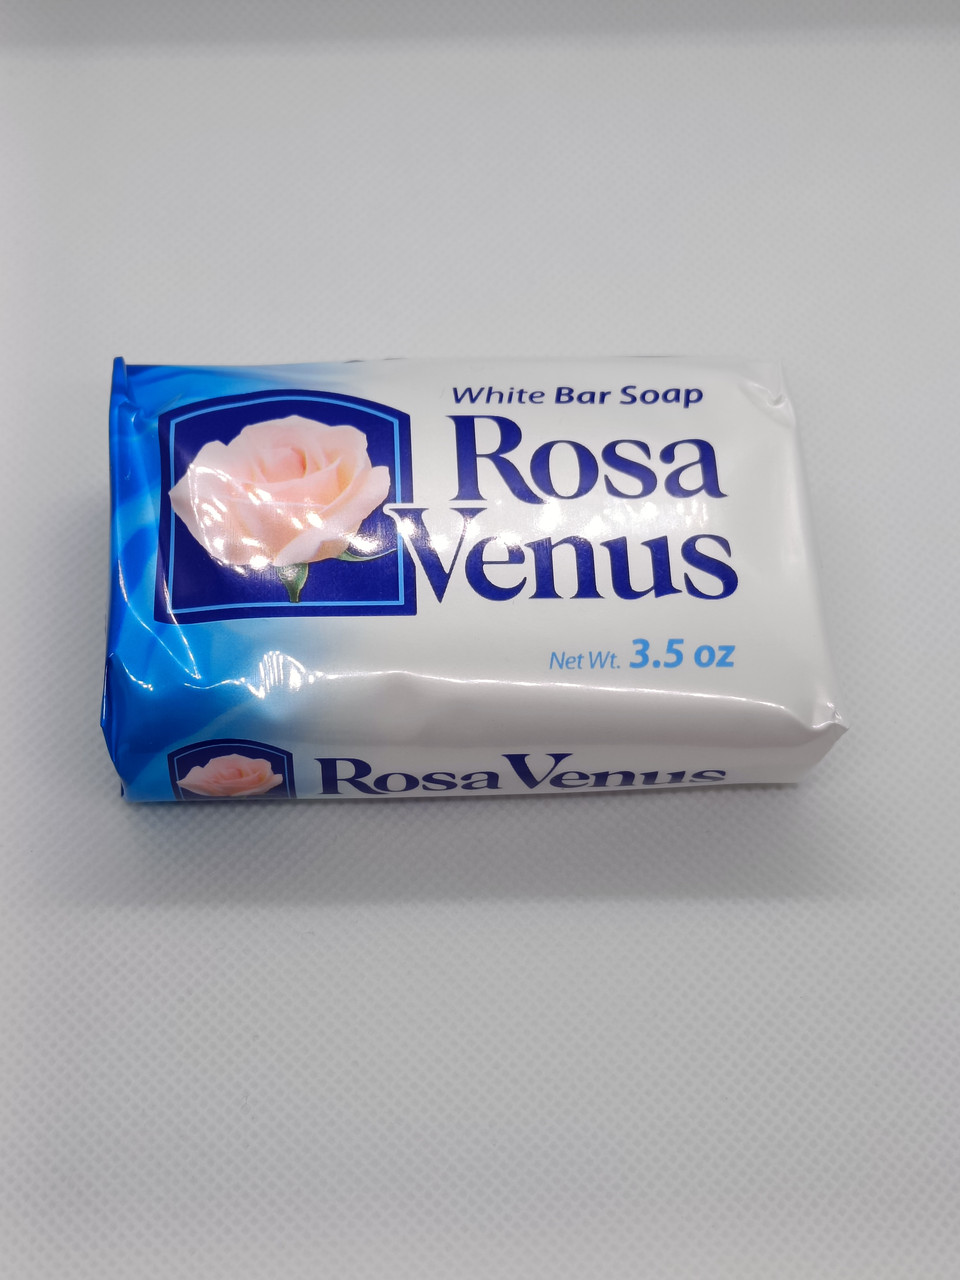 White Bar Soap
Rosa
Venus
Net Wt. 3.5 oz
Rosa Venus